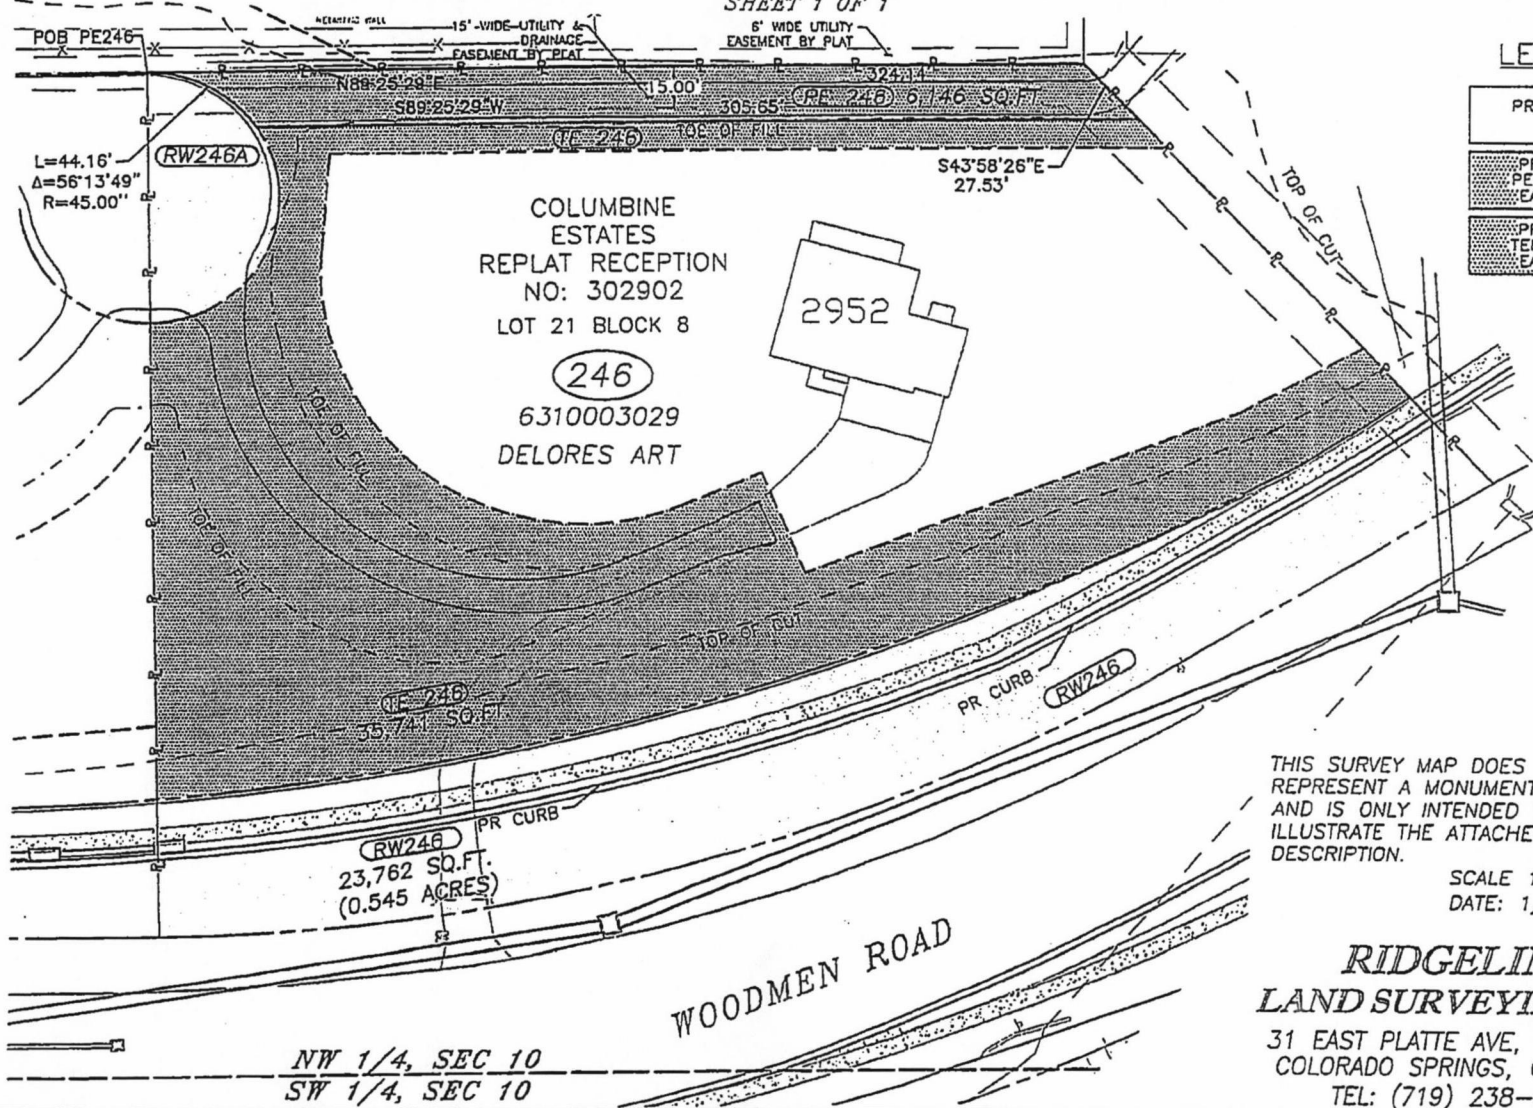 SHEET 1 OF 1
POB PE246
RETAINING WALL
15'-WIDE-UTILITY &
DRAINAGE
EASEMENT BY PLAT
6' WIDE UTILITY
EASEMENT BY PLAT
N89°25'29"E
324.14'
15.00'
S89°25'29"W
305.65'
PE 246 6,146 SQ.FT.
TE 246
TOE OF FILL
L=44.16'
Δ=56°13'49"
R=45.00"
RW246A
S43°58'26"E
27.53'
TOP OF CUT
COLUMBINE
ESTATES
REPLAT RECEPTION
NO: 302902
LOT 21 BLOCK 8
246
6310003029
DELORES ART
2952
TOE OF FILL
TOE OF FILL
TOP OF CUT
TE 246
35,741 SQ.FT.
PR CURB
RW246
PR CURB
RW246
23,762 SQ.FT.
(0.545 ACRES)
WOODMEN ROAD
NW 1/4, SEC 10
SW 1/4, SEC 10
THIS SURVEY MAP DOES
REPRESENT A MONUMENT
AND IS ONLY INTENDED
ILLUSTRATE THE ATTACHE
DESCRIPTION.
SCALE 1
DATE: 1/
RIDGELI
LAND SURVEYI
31 EAST PLATTE AVE,
COLORADO SPRINGS,
TEL: (719) 238-